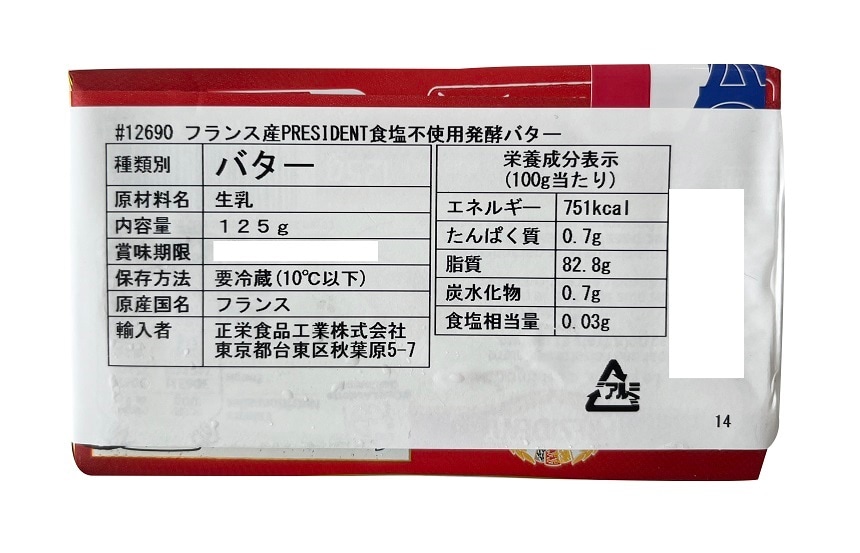 #12690 フランス産PRESIDENT食塩不使用発酵バター
種類別 バター
原材料名 生乳
内容量 １２５ｇ
賞味期限
保存方法 要冷蔵(10℃以下)
原産国名 フランス
輸入者 正栄食品工業株式会社
東京都台東区秋葉原5-7
栄養成分表示
(100g当たり)
エネルギー 751kcal
たんぱく質 0.7g
脂質 82.8g
炭水化物 0.7g
食塩相当量 0.03g
アルミ
14